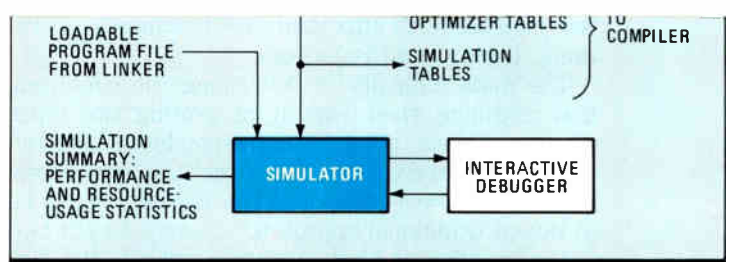 OPTIMIZER TABLES
TO
COMPILER
LOADABLE
PROGRAM FILE
FROM LINKER
SIMULATION
TABLES
SIMULATION
SUMMARY:
PERFORMANCE
AND RESOURCE-
USAGE STATISTICS
SIMULATOR
INTERACTIVE
DEBUGGER